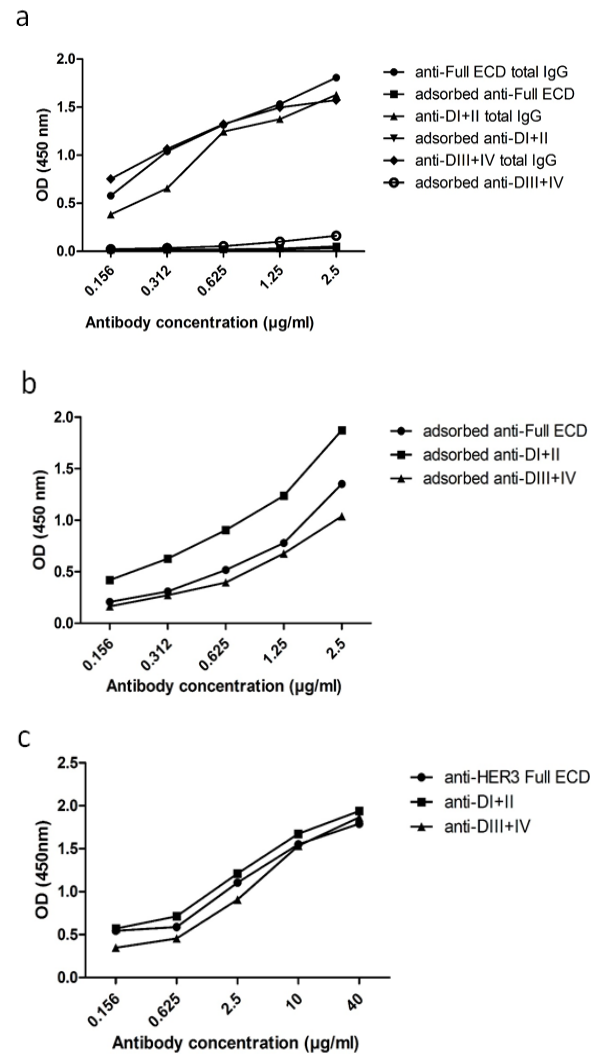 a
2.0
1.5
1.0
0.5
0.0
OD (450 nm)
0.156
0.312
0.625
1.25
2.5
Antibody concentration (µg/ml)
anti-Full ECD total IgG
adsorbed anti-Full ECD
anti-DI+II total IgG
adsorbed anti-DI+II
anti-DIII+IV total IgG
adsorbed anti-DIII+IV
b
2.0
1.5
1.0
0.5
0.0
OD (450 nm)
0.156
0.312
0.625
1.25
2.5
Antibody concentration (µg/ml)
adsorbed anti-Full ECD
adsorbed anti-DI+II
adsorbed anti-DIII+IV
c
2.5
2.0
1.5
1.0
0.5
0.0
OD (450nm)
0.156
0.625
2.5
10
40
Antibody concentration (µg/ml)
anti-HER3 Full ECD
anti-DI+II
anti-DIII+IV